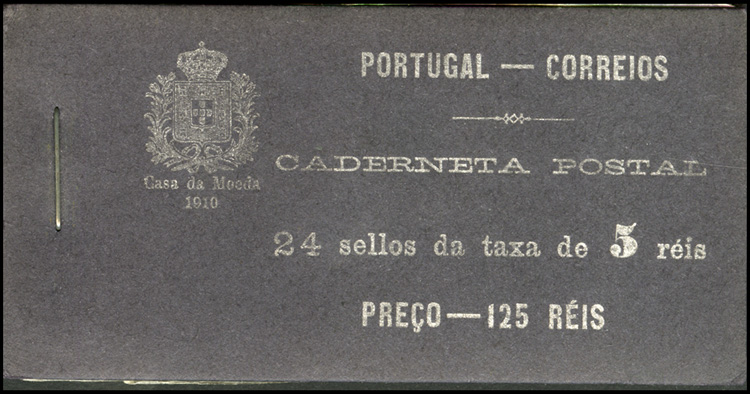 PORTUGAL — CORREIOS
CADERNETA POSTAL
Casa da Moeda
1910
24 sellos da taxa de 5 réis
PREÇO — 125 RÉIS